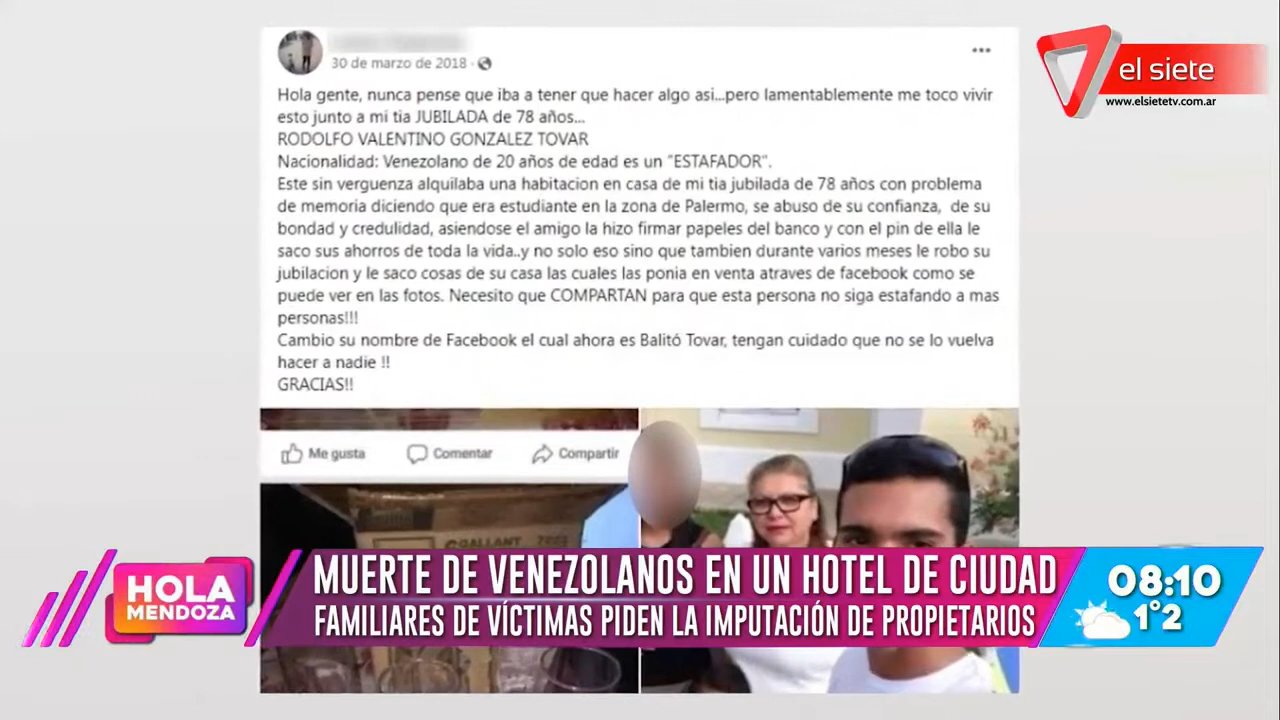 30 de marzo de 2018
Hola gente, nunca pense que iba a tener que hacer algo asi...pero lamentablemente me toco vivir
esto junto a mi tia JUBILADA de 78 años...
RODOLFO VALENTINO GONZALEZ TOVAR
Nacionalidad: Venezolano de 20 años de edad es un "ESTAFADOR".
Este sin verguenza alquilaba una habitacion en casa de mi tia jubilada de 78 años con problema
de memoria diciendo que era estudiante en la zona de Palermo, se abuso de su confianza, de su
bondad y credulidad, asiendose el amigo la hizo firmar papeles del banco y con el pin de ella le
saco sus ahorros de toda la vida..y no solo eso sino que tambien durante varios meses le robo su
jubilacion y le saco cosas de su casa las cuales las ponia en venta atraves de facebook como se
puede ver en las fotos. Necesito que COMPARTAN para que esta persona no siga estafando a mas
personas!!!
Cambio su nombre de Facebook el cual ahora es Balitó Tovar, tengan cuidado que no se lo vuelva
hacer a nadie !!
GRACIAS!!
Me gusta
Comentar
Compartir
GALLANT
el siete
www.elsietetv.com.ar
HOLA
MENDOZA
MUERTE DE VENEZOLANOS EN UN HOTEL DE CIUDAD
FAMILIARES DE VÍCTIMAS PIDEN LA IMPUTACIÓN DE PROPIETARIOS
08:10
1°2